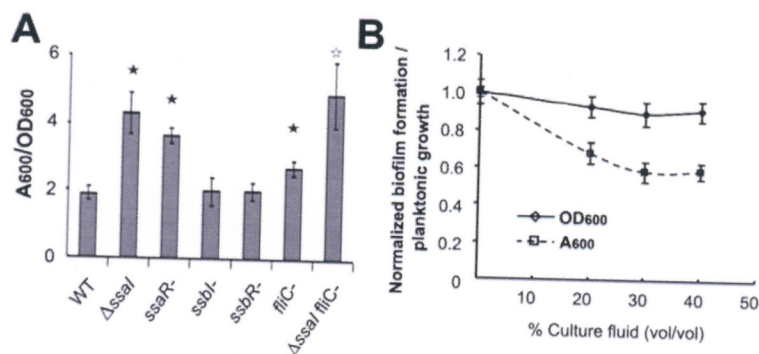 A
A600/OD600
6
4
2
0
WT
ΔssaI
ssaR-
ssbI-
ssbR-
fliC-
ΔssaI fliC-
B
Normalized biofilm formation /
planktonic growth
1.2
1.0
0.8
0.6
0.4
0.2
0
OD600
A600
0
10
20
30
40
50
% Culture fluid (vol/vol)